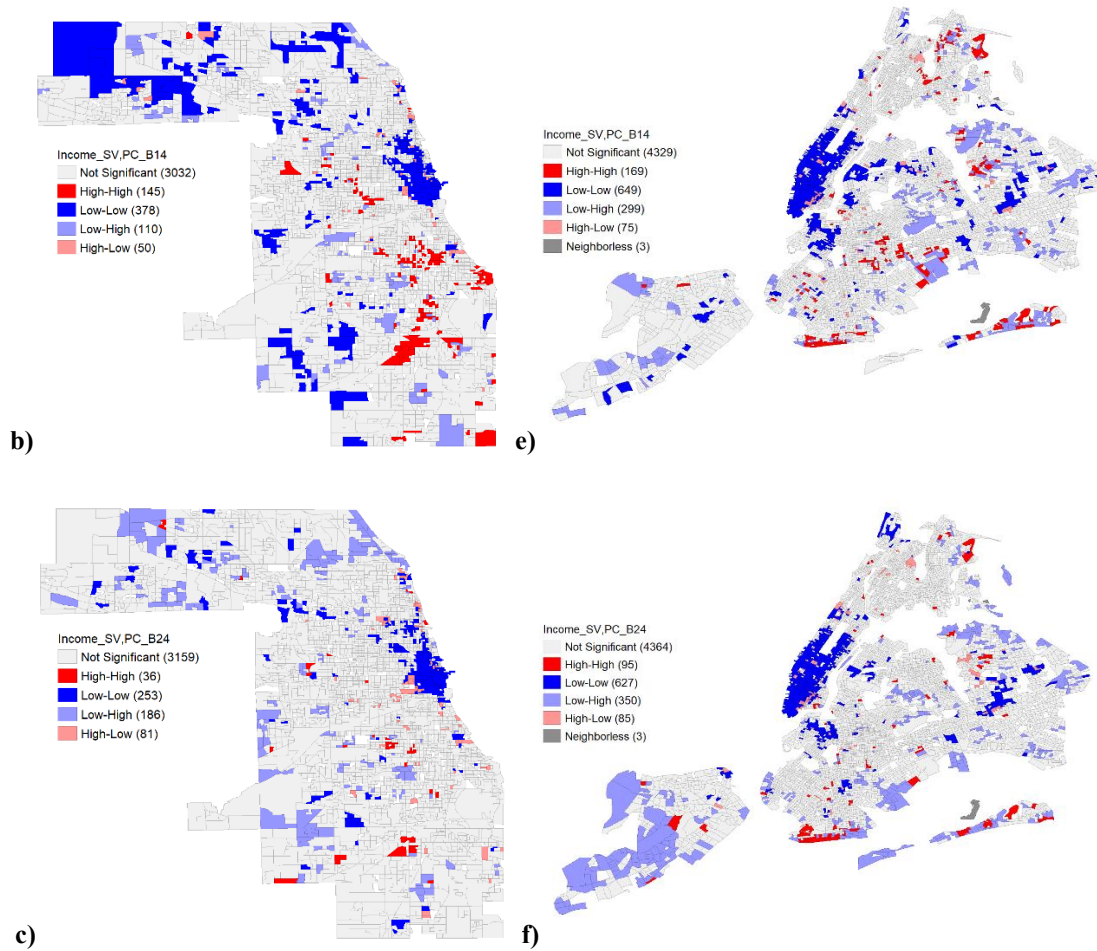 Income_SV,PC_B14
Not Significant (3032)
High-High (145)
Low-Low (378)
Low-High (110)
High-Low (50)
b)
Income_SV,PC_B14
Not Significant (4329)
High-High (169)
Low-Low (649)
Low-High (299)
High-Low (75)
Neighborless (3)
e)
Income_SV,PC_B24
Not Significant (3159)
High-High (36)
Low-Low (253)
Low-High (186)
High-Low (81)
c)
Income_SV,PC_B24
Not Significant (4364)
High-High (95)
Low-Low (627)
Low-High (350)
High-Low (85)
Neighborless (3)
f)